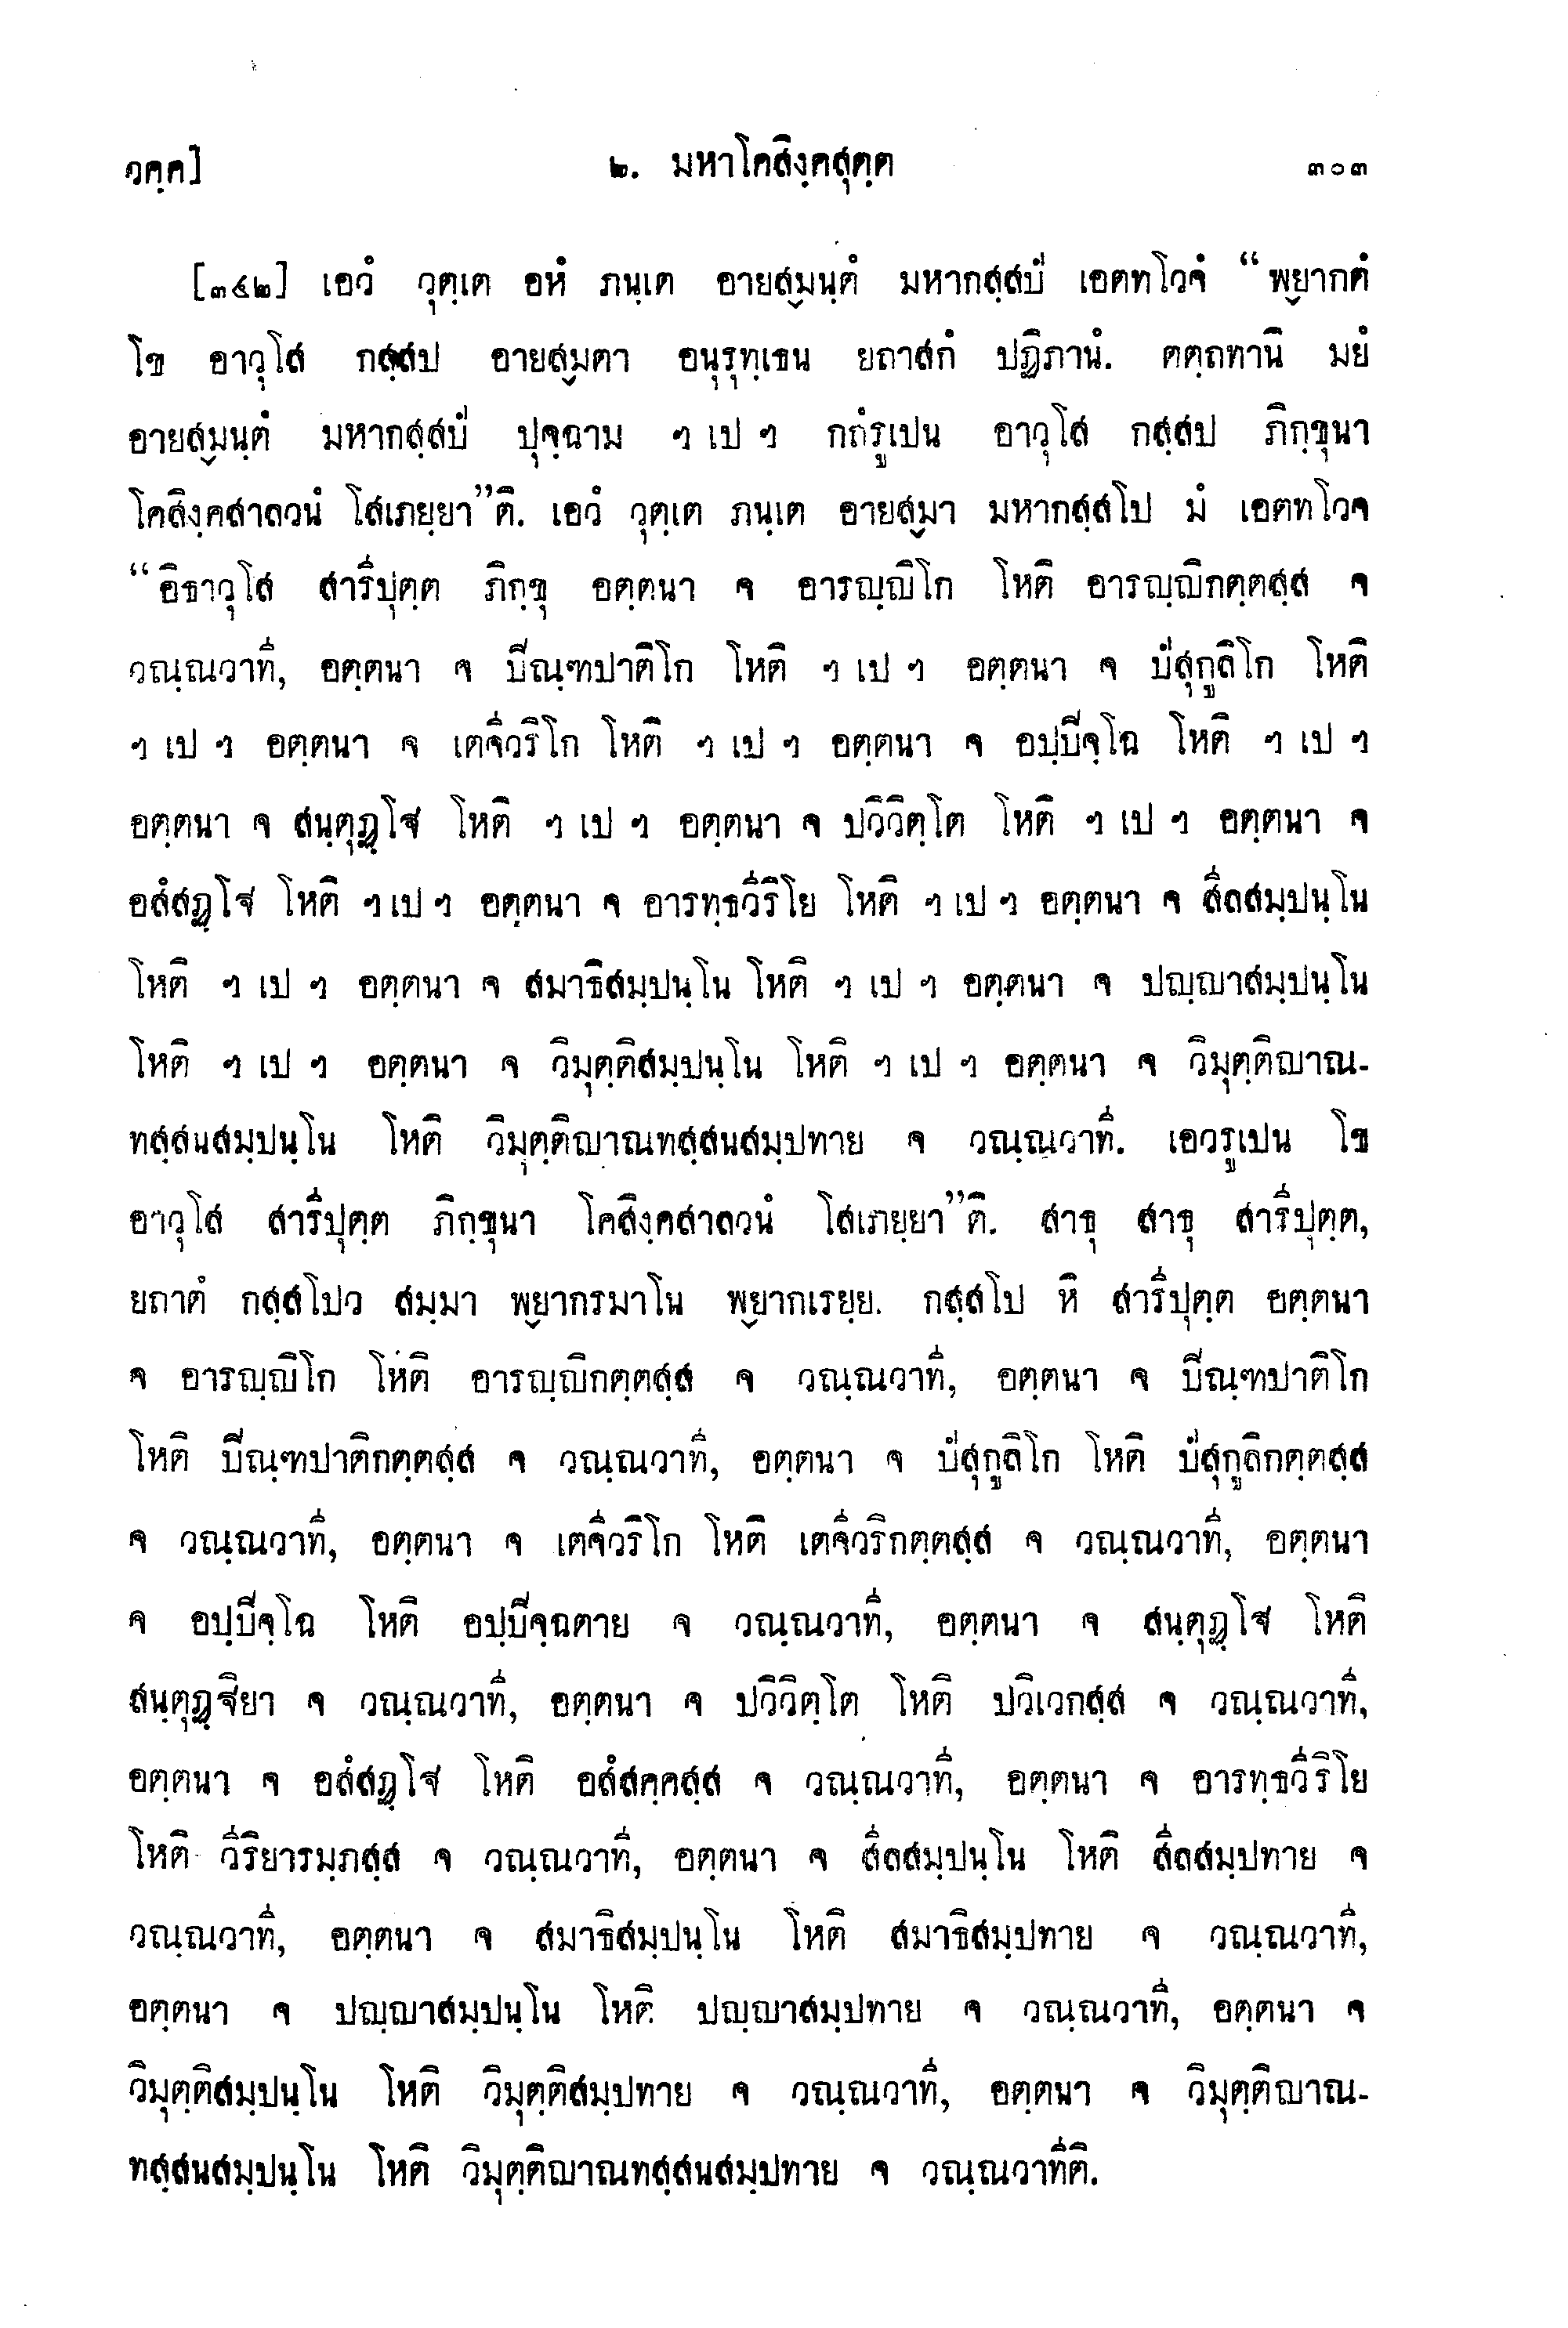 วคฺค]
๒. มหาโคสิงฺคสุตฺต
๓๐๓
[๓๔๒] เอวํ วุตฺเต อหํ ภนฺเต อายสฺมนฺตํ มหากสฺสปํ เอตทโวจํ “พฺยากตํ
โข อาวุโส กสฺสป อายสฺมตา อนุรุทฺเธน ยถาสกํ ปฏิภานํ. ตตฺถทานิ มยํ
อายสฺมนฺตํ มหากสฺสปํ ปุจฺฉาม ฯ เป ฯ กถํรูเปน อาวุโส กสฺสป ภิกฺขุนา
โคสิงฺคสาลวนํ โสเภยฺยา”ติ. เอวํ วุตฺเต ภนฺเต อายสฺมา มหากสฺสโป มํ เอตทโวจ
“อิธาวุโส สารีปุตฺต ภิกฺขุ อตฺตนา จ อารญฺญิโก โหติ อารญฺญิกตฺตสฺส จ
วณฺณวาที, อตฺตนา จ ปิณฺฑปาติโก โหติ ฯ เป ฯ อตฺตนา จ ปํสุกูลิโก โหติ
ฯ เป ฯ อตฺตนา จ เตจีวริโก โหติ ฯ เป ฯ อตฺตนา จ อปฺปิจฺโฉ โหติ ฯ เป ฯ
อตฺตนา จ สนฺตุฏฺโฐ โหติ ฯ เป ฯ อตฺตนา จ ปวิวิตฺโต โหติ ฯ เป ฯ อตฺตนา จ
อสํสฏฺโฐ โหติ ฯ เป ฯ อตฺตนา จ อารทฺธวีริโย โหติ ฯ เป ฯ อตฺตนา จ สีลสมฺปนฺโน
โหติ ฯ เป ฯ อตฺตนา จ สมาธิสมฺปนฺโน โหติ ฯ เป ฯ อตฺตนา จ ปญฺญาสมฺปนฺโน
โหติ ฯ เป ฯ อตฺตนา จ วิมุตฺติสมฺปนฺโน โหติ ฯ เป ฯ อตฺตนา จ วิมุตฺติญาณ-
ทสฺสนสมฺปนฺโน โหติ วิมุตฺติญาณทสฺสนสมฺปทาย จ วณฺณวาที. เอวรูเปน โข
อาวุโส สารีปุตฺต ภิกฺขุนา โคสิงฺคสาลวนํ โสเภยฺยา”ติ. สาธุ สาธุ สารีปุตฺต,
ยถาตํ กสฺสโปว สมฺมา พฺยากรมาโน พฺยากเรยฺย. กสฺสโป หิ สารีปุตฺต อตฺตนา
จ อารญฺญิโก โหติ อารญฺญิกตฺตสฺส จ วณฺณวาที, อตฺตนา จ ปิณฺฑปาติโก
โหติ ปิณฺฑปาติกตฺตสฺส จ วณฺณวาที, อตฺตนา จ ปํสุกูลิโก โหติ ปํสุกูลิกตฺตสฺส
จ วณฺณวาที, อตฺตนา จ เตจีวริโก โหติ เตจีวริกตฺตสฺส จ วณฺณวาที, อตฺตนา
จ อปฺปิจฺโฉ โหติ อปฺปิจฺฉตาย จ วณฺณวาที, อตฺตนา จ สนฺตุฏฺโฐ โหติ
สนฺตุฏฺฐิยา จ วณฺณวาที, อตฺตนา จ ปวิวิตฺโต โหติ ปวิเวกสฺส จ วณฺณวาที,
อตฺตนา จ อสํสฏฺโฐ โหติ อสํสคฺคสฺส จ วณฺณวาที, อตฺตนา จ อารทฺธวีริโย
โหติ วีริยารมฺภสฺส จ วณฺณวาที, อตฺตนา จ สีลสมฺปนฺโน โหติ สีลสมฺปทาย จ
วณฺณวาที, อตฺตนา จ สมาธิสมฺปนฺโน โหติ สมาธิสมฺปทาย จ วณฺณวาที,
อตฺตนา จ ปญฺญาสมฺปนฺโน โหติ ปญฺญาสมฺปทาย จ วณฺณวาที, อตฺตนา จ
วิมุตฺติสมฺปนฺโน โหติ วิมุตฺติสมฺปทาย จ วณฺณวาที, อตฺตนา จ วิมุตฺติญาณ-
ทสฺสนสมฺปนฺโน โหติ วิมุตฺติญาณทสฺสนสมฺปทาย จ วณฺณวาทีติ.